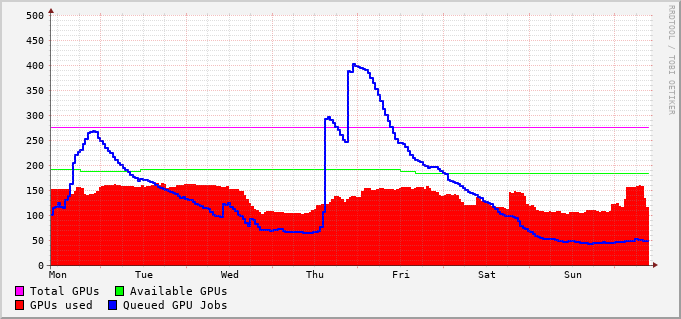 500
450
400
350
300
250
200
150
100
50
0
Mon Tue Wed Thu Fri Sat Sun
Total GPUs Available GPUs
GPUs used Queued GPU Jobs
RRDTOOL / TOBI OETIKER